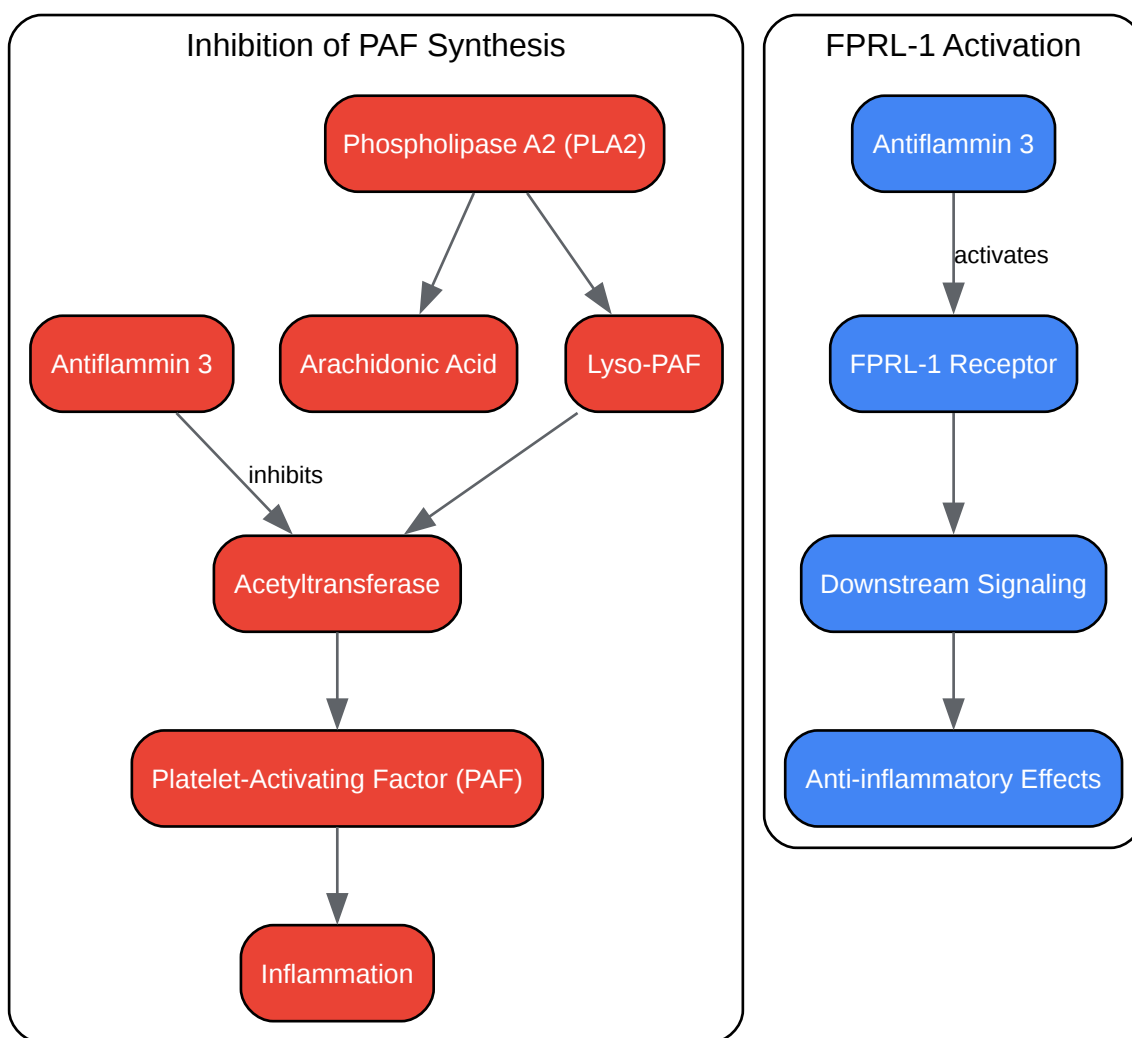 Inhibition of PAF Synthesis
Phospholipase A2 (PLA2)
Antiflammin 3
Arachidonic Acid
Lyso-PAF
inhibits
Acetyltransferase
Platelet-Activating Factor (PAF)
Inflammation
FPRL-1 Activation
Antiflammin 3
activates
FPRL-1 Receptor
Downstream Signaling
Anti-inflammatory Effects